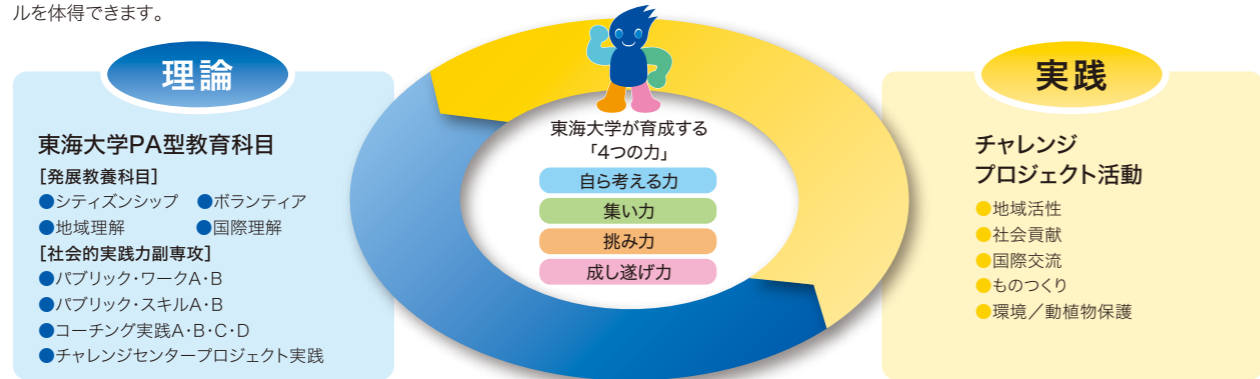 ルを体得できます。
理論
東海大学PA型教育科目
［発展教養科目］
●シティズンシップ ●ボランティア
●地域理解 ●国際理解
［社会的実践力副専攻］
●パブリック・ワークA・B
●パブリック・スキルA・B
●コーチング実践A・B・C・D
●チャレンジセンタープロジェクト実践
東海大学が育成する
「4つの力」
自ら考える力
集い力
挑み力
成し遂げ力
実践
チャレンジ
プロジェクト活動
●地域活性
●社会貢献
●国際交流
●ものつくり
●環境／動植物保護